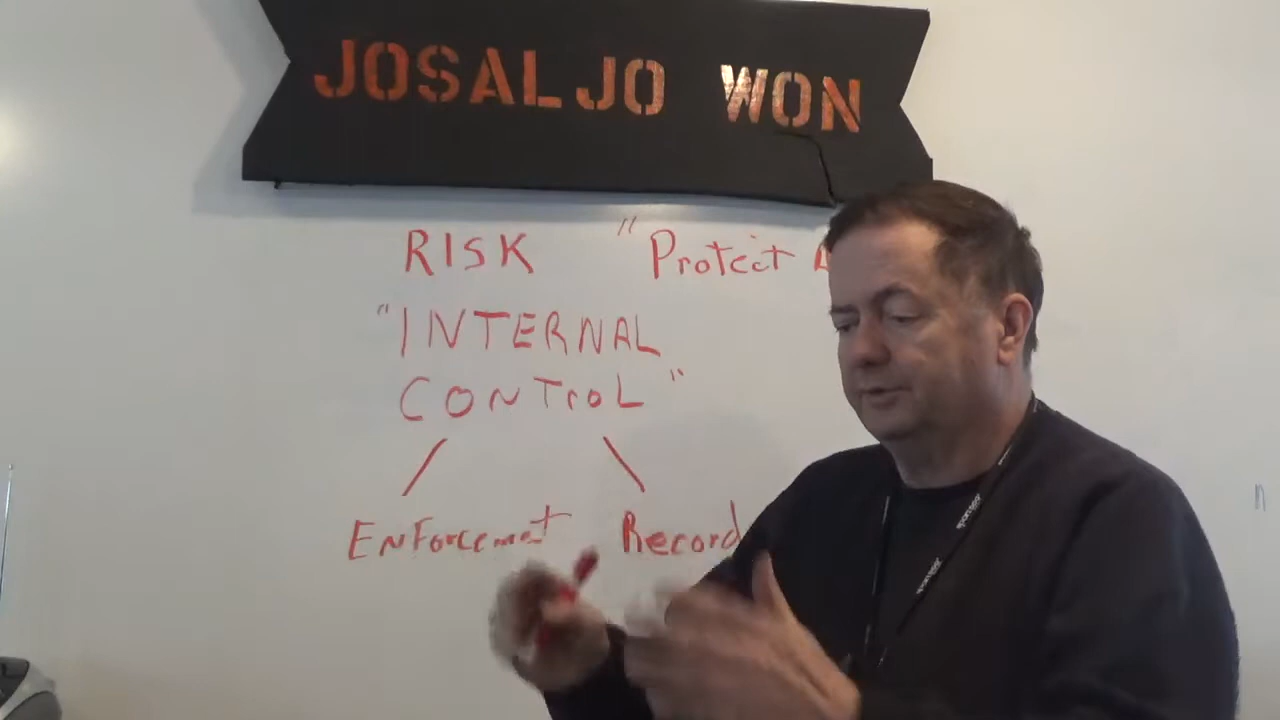 JOSALJO WON
RISK "Protect
"INTERNAL
CONTROL"
Enforcement Record